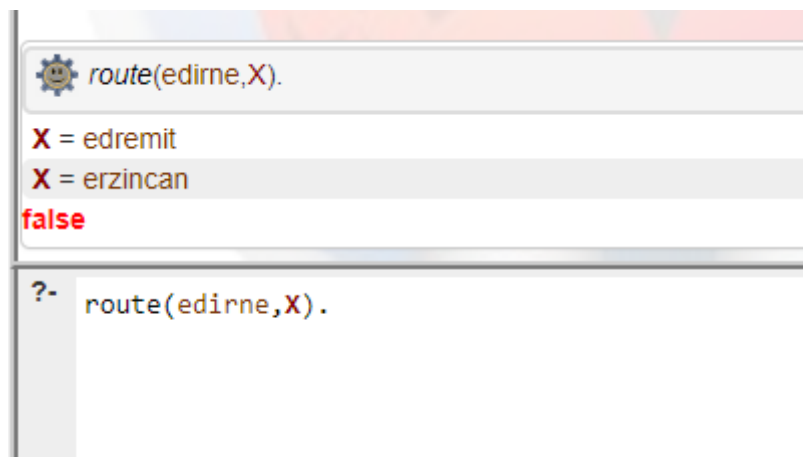 route(edirne,X).
X = edremit
X = erzincan
false
?- route(edirne,X).